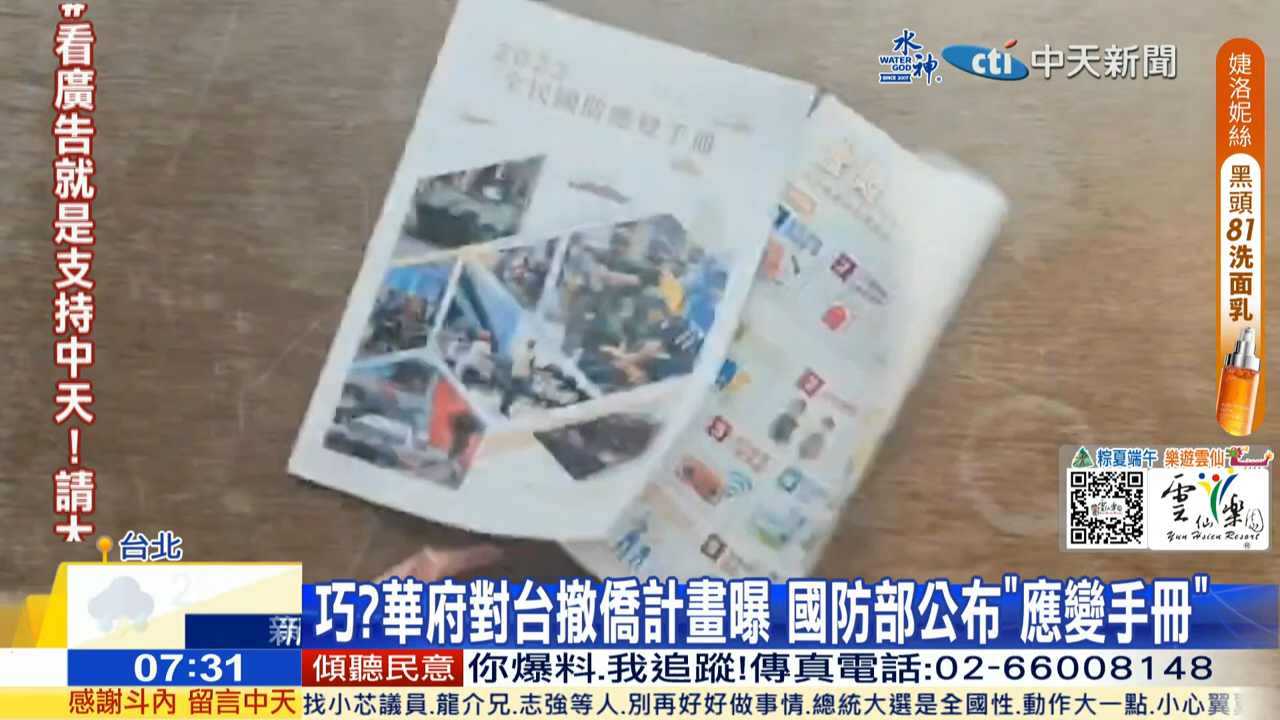 看廣告就是支持中天!請
水神
WATER GOD
SINCE 2007
cti 中天新聞
婕洛妮絲
黑頭81洗面乳
全民國防應變手冊
粽夏端午 樂遊雲仙
雲仙樂園
Yun Hsien Resort
台北
新
巧?華府對台撤僑計畫曝 國防部公布"應變手冊"
07:31
傾聽民意 你爆料.我追蹤!傳真電話:02-66008148
感謝斗內 留言中天
找小芯議員.龍介兄.志強等人.別再好好做事情.總統大選是全國性.動作大一點.小心翼